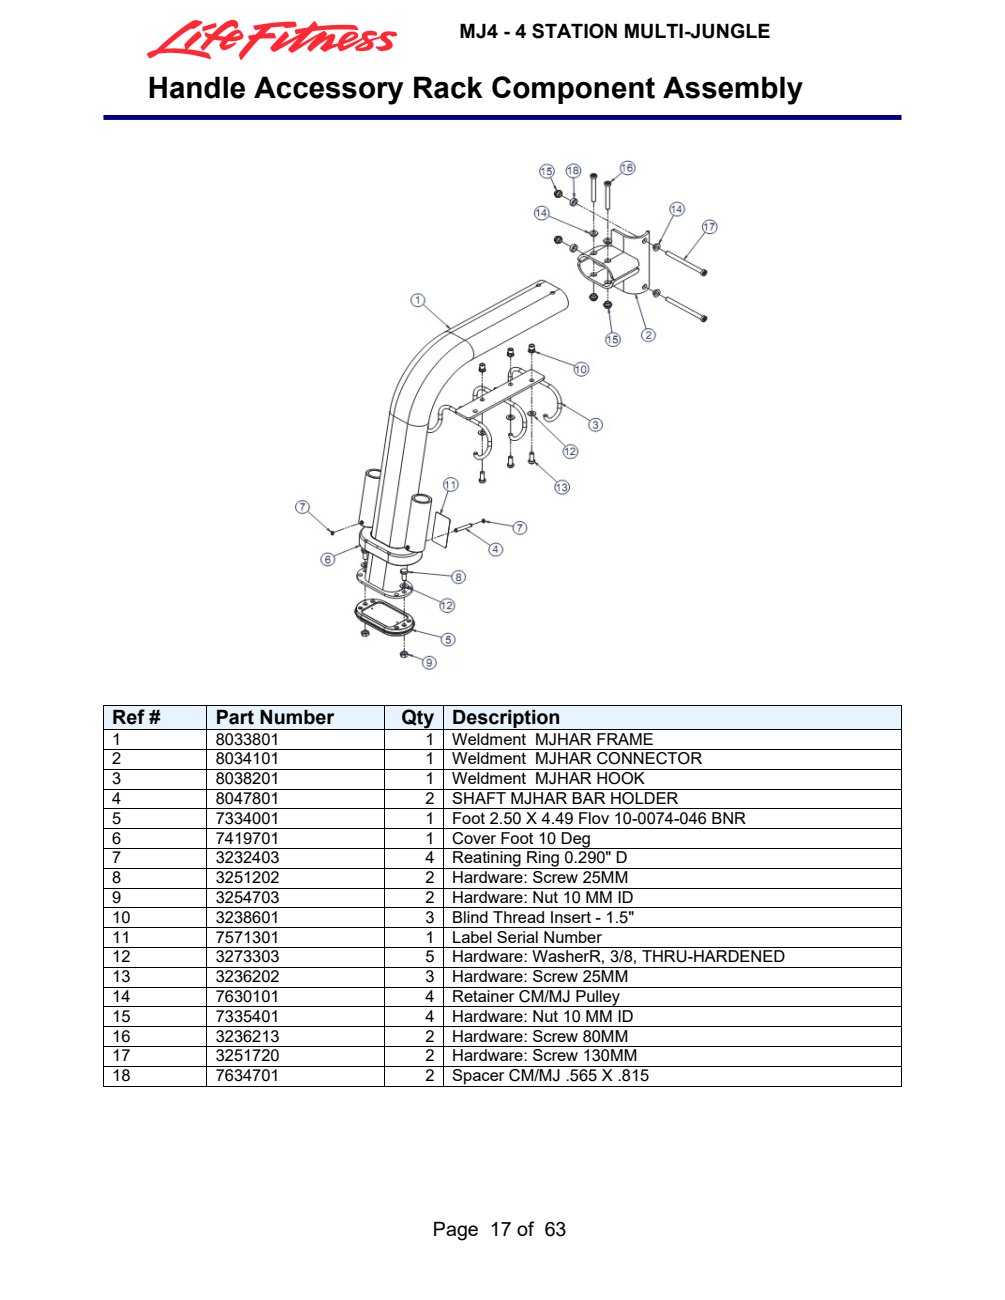 Life Fitness
MJ4 - 4 STATION MULTI-JUNGLE
Handle Accessory Rack Component Assembly
15 18 16
14 14
17
1
15 2
10
3
12
13
11
7
7
4
6
8
12
5
9
Ref # Part Number Qty Description
1 8033801 1 Weldment MJHAR FRAME
2 8034101 1 Weldment MJHAR CONNECTOR
3 8038201 1 Weldment MJHAR HOOK
4 8047801 2 SHAFT MJHAR BAR HOLDER
5 7334001 1 Foot 2.50 X 4.49 Flov 10-0074-046 BNR
6 7419701 1 Cover Foot 10 Deg
7 3232403 4 Reatining Ring 0.290" D
8 3251202 2 Hardware: Screw 25MM
9 3254703 2 Hardware: Nut 10 MM ID
10 3238601 3 Blind Thread Insert - 1.5"
11 7571301 1 Label Serial Number
12 3273303 5 Hardware: WasherR, 3/8, THRU-HARDENED
13 3236202 3 Hardware: Screw 25MM
14 7630101 4 Retainer CM/MJ Pulley
15 7335401 4 Hardware: Nut 10 MM ID
16 3236213 2 Hardware: Screw 80MM
17 3251720 2 Hardware: Screw 130MM
18 7634701 2 Spacer CM/MJ .565 X .815
Page 17 of 63